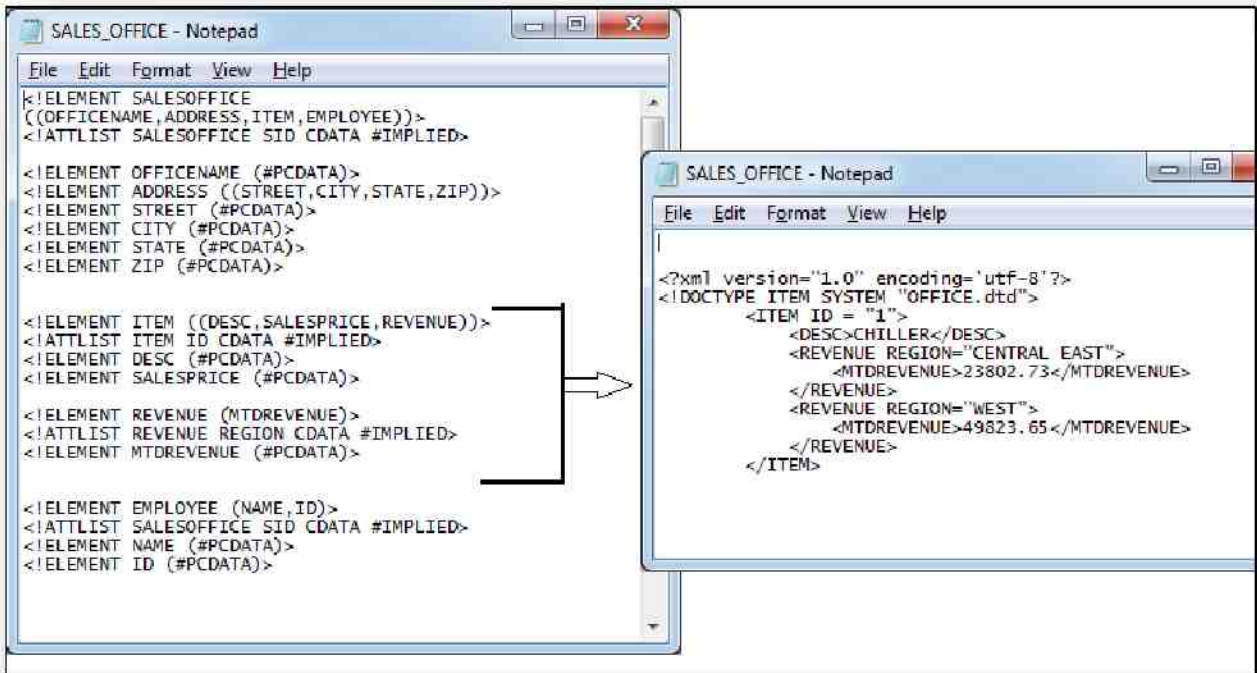 SALES_OFFICE - Notepad
File Edit Format View Help
<!ELEMENT SALESOFFICE
((OFFICENAME,ADDRESS,ITEM,EMPLOYEE))>
<!ATTLIST SALESOFFICE SID CDATA #IMPLIED>
<!ELEMENT OFFICENAME (#PCDATA)>
<!ELEMENT ADDRESS ((STREET,CITY,STATE,ZIP))>
<!ELEMENT STREET (#PCDATA)>
<!ELEMENT CITY (#PCDATA)>
<!ELEMENT STATE (#PCDATA)>
<!ELEMENT ZIP (#PCDATA)>
<!ELEMENT ITEM ((DESC,SALESPRICE,REVENUE))>
<!ATTLIST ITEM ID CDATA #IMPLIED>
<!ELEMENT DESC (#PCDATA)>
<!ELEMENT SALESPRICE (#PCDATA)>
<!ELEMENT REVENUE (MTDREVENUE)>
<!ATTLIST REVENUE REGION CDATA #IMPLIED>
<!ELEMENT MTDREVENUE (#PCDATA)>
<!ELEMENT EMPLOYEE (NAME,ID)>
<!ATTLIST SALESOFFICE SID CDATA #IMPLIED>
<!ELEMENT NAME (#PCDATA)>
<!ELEMENT ID (#PCDATA)>
SALES_OFFICE - Notepad
File Edit Format View Help
<?xml version="1.0" encoding='utf-8'?>
<!DOCTYPE ITEM SYSTEM "OFFICE.dtd">
<ITEM ID = "1">
<DESC>CHILLER</DESC>
<REVENUE REGION="CENTRAL EAST">
<MTDREVENUE>23802.73</MTDREVENUE>
</REVENUE>
<REVENUE REGION="WEST">
<MTDREVENUE>49823.65</MTDREVENUE>
</REVENUE>
</ITEM>